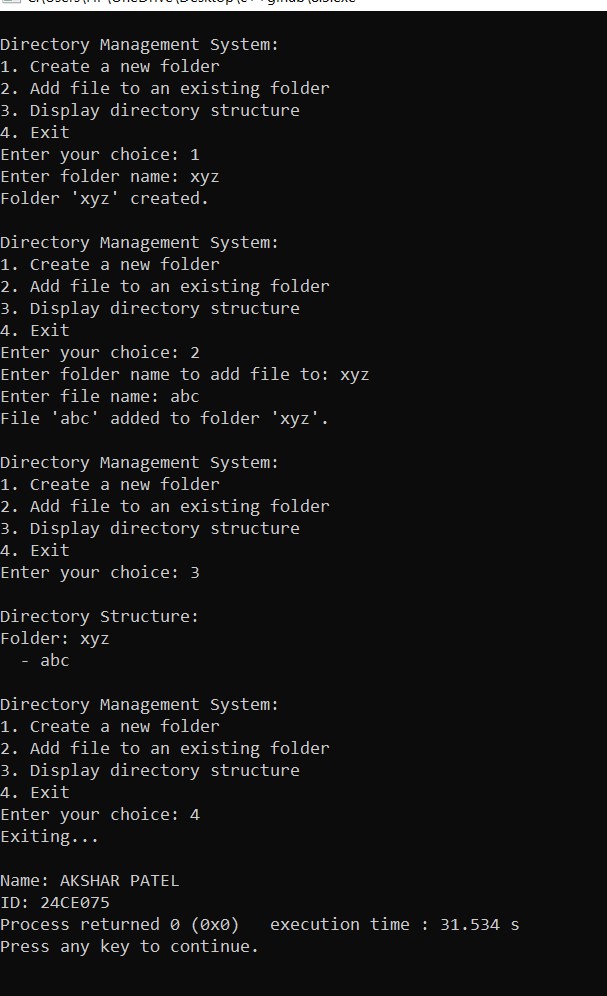 Directory Management System:
1. Create a new folder
2. Add file to an existing folder
3. Display directory structure
4. Exit
Enter your choice: 1
Enter folder name: xyz
Folder 'xyz' created.
Directory Management System:
1. Create a new folder
2. Add file to an existing folder
3. Display directory structure
4. Exit
Enter your choice: 2
Enter folder name to add file to: xyz
Enter file name: abc
File 'abc' added to folder 'xyz'.
Directory Management System:
1. Create a new folder
2. Add file to an existing folder
3. Display directory structure
4. Exit
Enter your choice: 3
Directory Structure:
Folder: xyz
  - abc
Directory Management System:
1. Create a new folder
2. Add file to an existing folder
3. Display directory structure
4. Exit
Enter your choice: 4
Exiting...
Name: AKSHAR PATEL
ID: 24CE075
Process returned 0 (0x0)   execution time : 31.534 s
Press any key to continue.